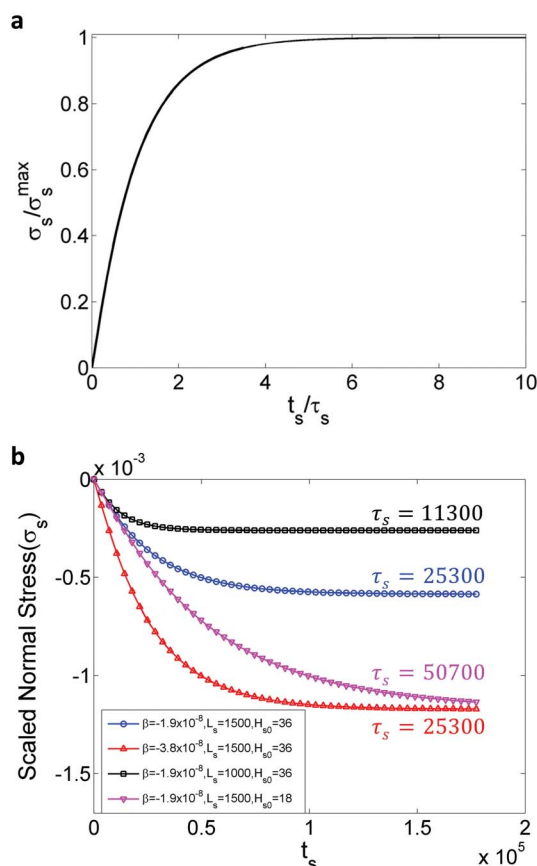 a
1
0.8
0.6
0.4
0.2
0
σₛ/σₛᵐᵃˣ
0 2 4 6 8 10
tₛ/τₛ
b
x 10⁻³
0
-0.5
-1
-1.5
Scaled Normal Stress(σₛ)
τₛ = 11300
τₛ = 25300
τₛ = 50700
τₛ = 25300
β=-1.9x10⁻⁸,Lₛ=1500,Hₛ₀=36
β=-3.8x10⁻⁸,Lₛ=1500,Hₛ₀=36
β=-1.9x10⁻⁸,Lₛ=1000,Hₛ₀=36
β=-1.9x10⁻⁸,Lₛ=1500,Hₛ₀=18
0 0.5 1 1.5 2
tₛ
x 10⁵